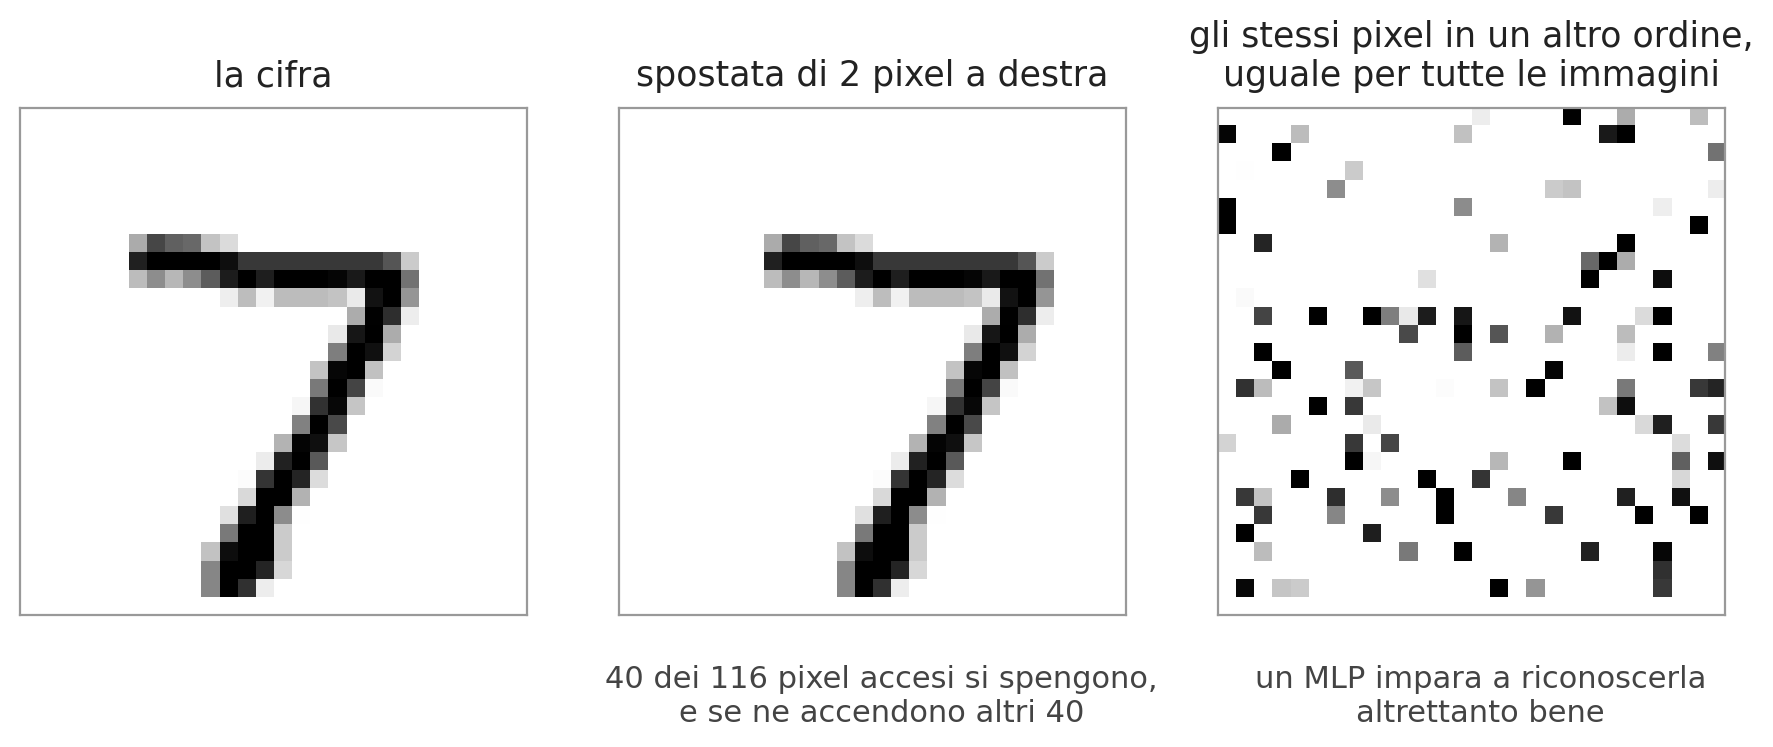 la cifra
spostata di 2 pixel a destra
gli stessi pixel in un altro ordine,
uguale per tutte le immagini
40 dei 116 pixel accesi si spengono,
e se ne accendono altri 40
un MLP impara a riconoscerla
altrettanto bene